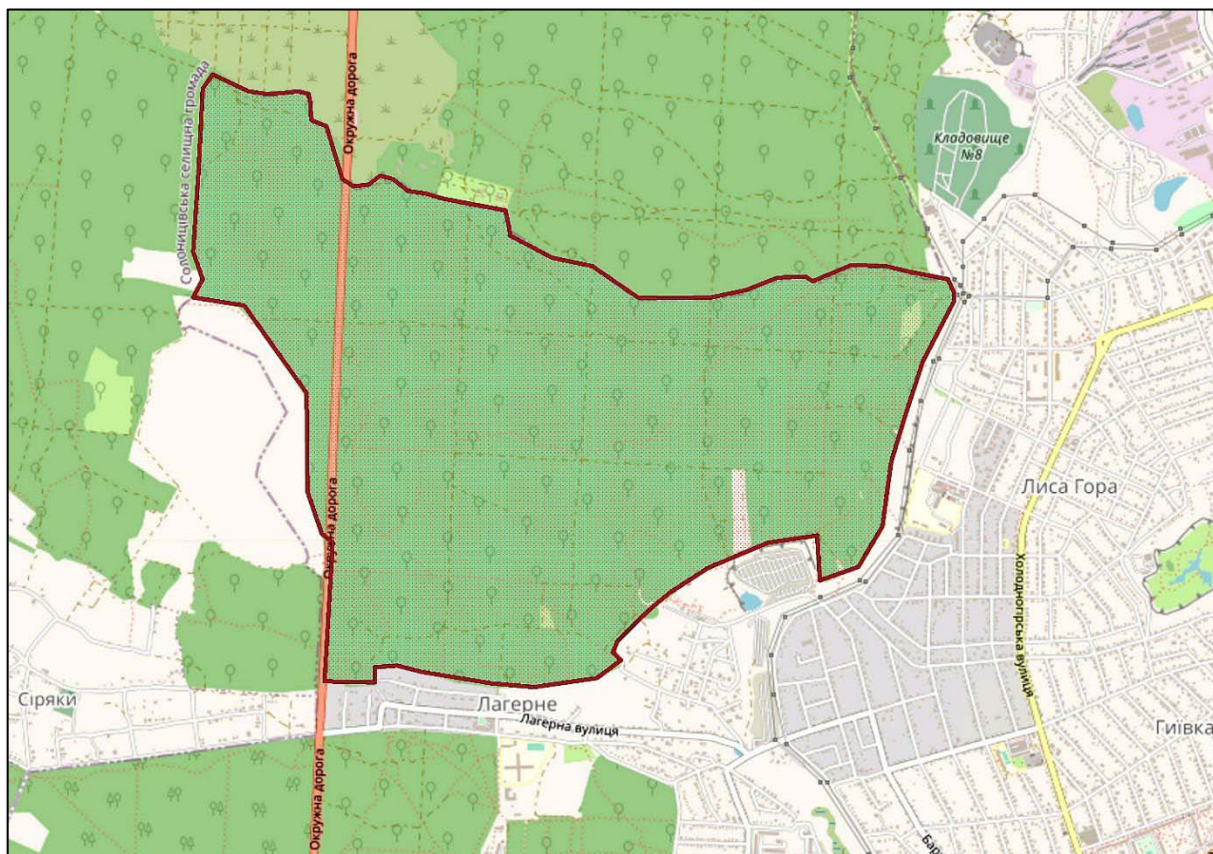 Окружна дорога
Солоницівська селищна громада
Кладовище
№8
Лиса Гора
Окружна дорога
Холодногірська вулиця
Сіряки
Лагерне
Лагерна вулиця
Гиївка
Окружна дорога